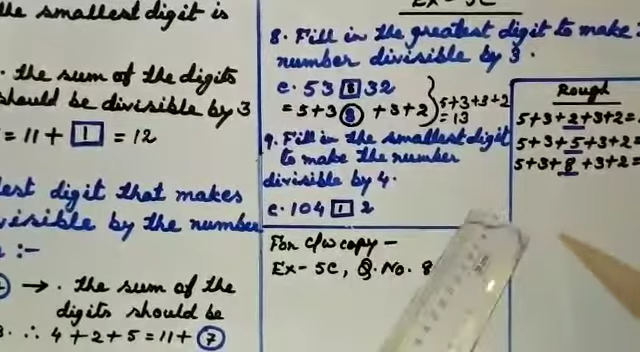 the smallest digit is
. the sum of the digits
should be divisible by 3
= 11 + 1 = 12
est digit that makes
visible by the number
:-
→ . the sum of the
digits should be
3. ∴ 4 + 2 + 5 = 11 + 7
Ex - 5C
8. Fill in the greatest digit to make
number divisible by 3.
c. 53 8 32
= 5+3 8 +3+2 } 5+3+3+2
= 13
9. Fill in the smallest digit
to make the number
divisible by 4.
c. 104 1 2
For c/w copy -
Ex - 5C, Q. No. 8
Rough
5+3+2+3+2=
5+3+5+3+2=
5+3+8+3+2=